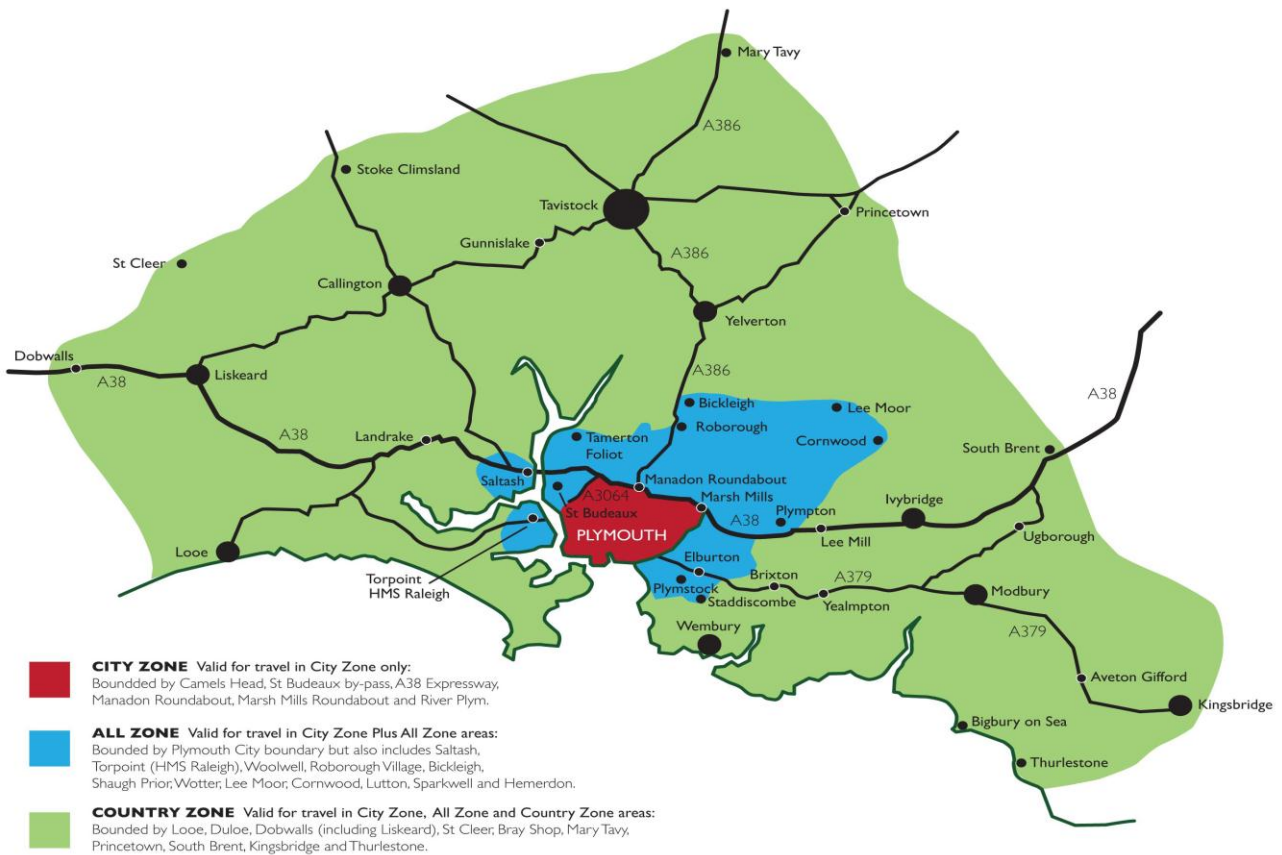 Mary Tavy
A386
Stoke Climsland
Tavistock
Princetown
Gunnislake
A386
St Cleer
Callington
Yelverton
Dobwalls
A38
Liskeard
A386
A38
Bickleigh
Lee Moor
Roborough
A38
Landrake
Tamerton
Foliot
Cornwood
South Brent
Saltash
Manadon Roundabout
A3064
Marsh Mills
St Budeaux
Ivybridge
Plympton
A38
PLYMOUTH
Lee Mill
Ugborough
Looe
Elburton
Torpoint
HMS Raleigh
Brixton
A379
Plymstock
Modbury
Staddiscombe
Yealmpton
Wembury
A379
Aveton Gifford
Kingsbridge
Bigbury on Sea
Thurlestone
CITY ZONE Valid for travel in City Zone only:
Boundded by Camels Head, St Budeaux by-pass, A38 Expressway,
Manadon Roundabout, Marsh Mills Roundabout and River Plym.
ALL ZONE Valid for travel in City Zone Plus All Zone areas:
Bounded by Plymouth City boundary but also includes Saltash,
Torpoint (HMS Raleigh), Woolwell, Roborough Village, Bickleigh,
Shaugh Prior, Wotter, Lee Moor, Cornwood, Lutton, Sparkwell and Hemerdon.
COUNTRY ZONE Valid for travel in City Zone, All Zone and Country Zone areas:
Bounded by Looe, Duloe, Dobwalls (including Liskeard), St Cleer, Bray Shop, Mary Tavy,
Princetown, South Brent, Kingsbridge and Thurlestone.